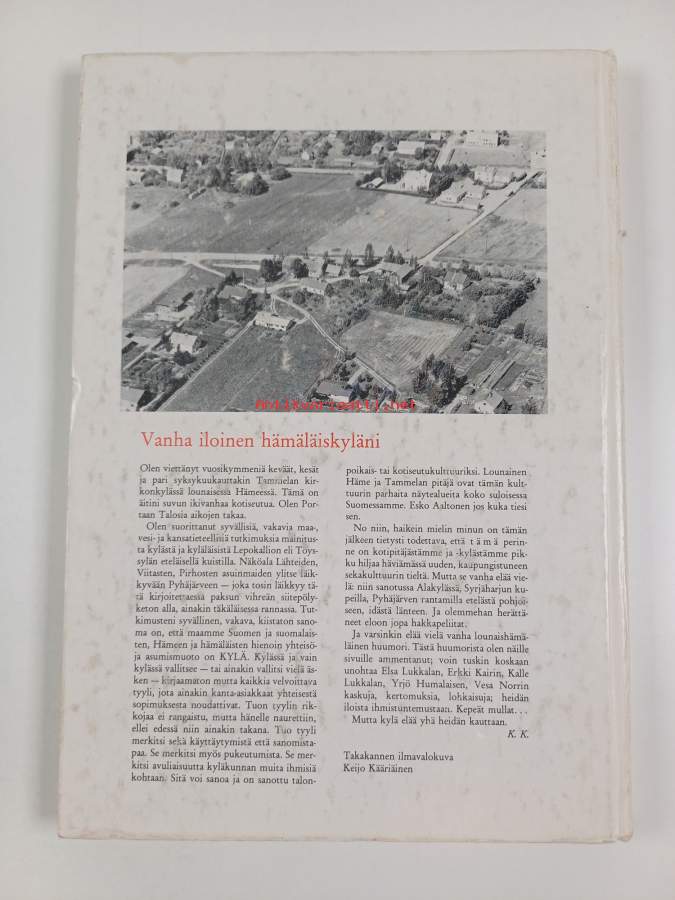 Antikvariaatti.net
Vanha iloinen hämäläiskyläni
Olen viettänyt vuosikymmeniä keväät, kesät
ja pari syksykuukauttakin Tammelan kir-
konkylässä lounaisessa Hämeessä. Tämä on
äitini suvun ikivanhaa kotiseutua. Olen Por-
taan Talosia aikojen takaa.
Olen suorittanut syvällisiä, vakavia maa-,
vesi- ja kansatieteellisiä tutkimuksia mainitus-
ta kylästä ja kyläläisistä Lepokallion eli Töys-
sylän eteläisellä kuistilla. Näköala Lähteiden,
Viitasten, Pirhosten asuinmaiden ylitse läik-
kyvään Pyhäjärveen — joka tosin läikkyy tä-
tä kirjoitettaessa paksun vihreän siitepöly-
keton alla, ainakin täkäläisessa rannassa. Tut-
kimusteni syvällinen, vakava, kiistaton sano-
ma on, että maamme Suomen ja suomalais-
ten, Hämeen ja hämäläisten hienoin yhteisö-
ja asumismuoto on KYLÄ. Kylässä ja vain
kylässä vallitsee — tai ainakin vallitsi vielä äs-
ken — kirjaamaton mutta kaikkia velvoittava
tyyli, jota ainakin kanta-asiakkaat yhteisestä
sopimuksesta noudattivat. Tuon tyylin rik-
kojaa ei rangaistu, mutta hänelle naurettiin,
ellei edessä niin ainakin takana. Tuo tyyli
merkitsi sekä käyttäytymistä että sanomista-
paa. Se merkitsi myös pukeutumista. Se mer-
kitsi avuliaisuutta kyläkunnan muita ihmisiä
kohtaan. Sitä voi sanoa ja on sanottu talon-
poikais- tai kotiseutukulttuuriksi. Lounainen
Häme ja Tammelan pitäjä ovat tämän kult-
tuurin parhaita näytealueita koko suloisessa
Suomessamme. Esko Aaltonen jos kuka tiesi
sen.
No niin, haikein mielin minun on tämän
jälkeen tietysti todettava, että tämä perin-
ne on kotipitäjästämme ja -kylästämme pik-
ku hiljaa häviämässä uuden, kaupungistuneen
sekakulttuurin tieltä. Mutta se vanha elää vie-
lä: niin sanotussa Alakylässä, Syrjäharjun ku-
peilla, Pyhäjärven rantamilla etelästä pohjoi-
seen, idästä länteen. Ja olemmehan herättä-
neet eloon jopa hakkapeliitat.
Ja varsinkin elää vielä vanha lounaishämä-
läinen huumori. Tästä huumorista olen näille
sivuille ammentanut; voin tuskin koskaan
unohtaa Elsa Lukkalan, Erkki Kairin, Kalle
Lukkalan, Yrjö Humalaisen, Vesa Norrin
kaskuja, kertomuksia, lohkaisuja; heidän
iloista ihmistuntemustaan. Kepeät mullat...
Mutta kylä elää yhä heidän kauttaan.
K. K.
Takakannen ilmavalokuva
Keijo Kääriäinen